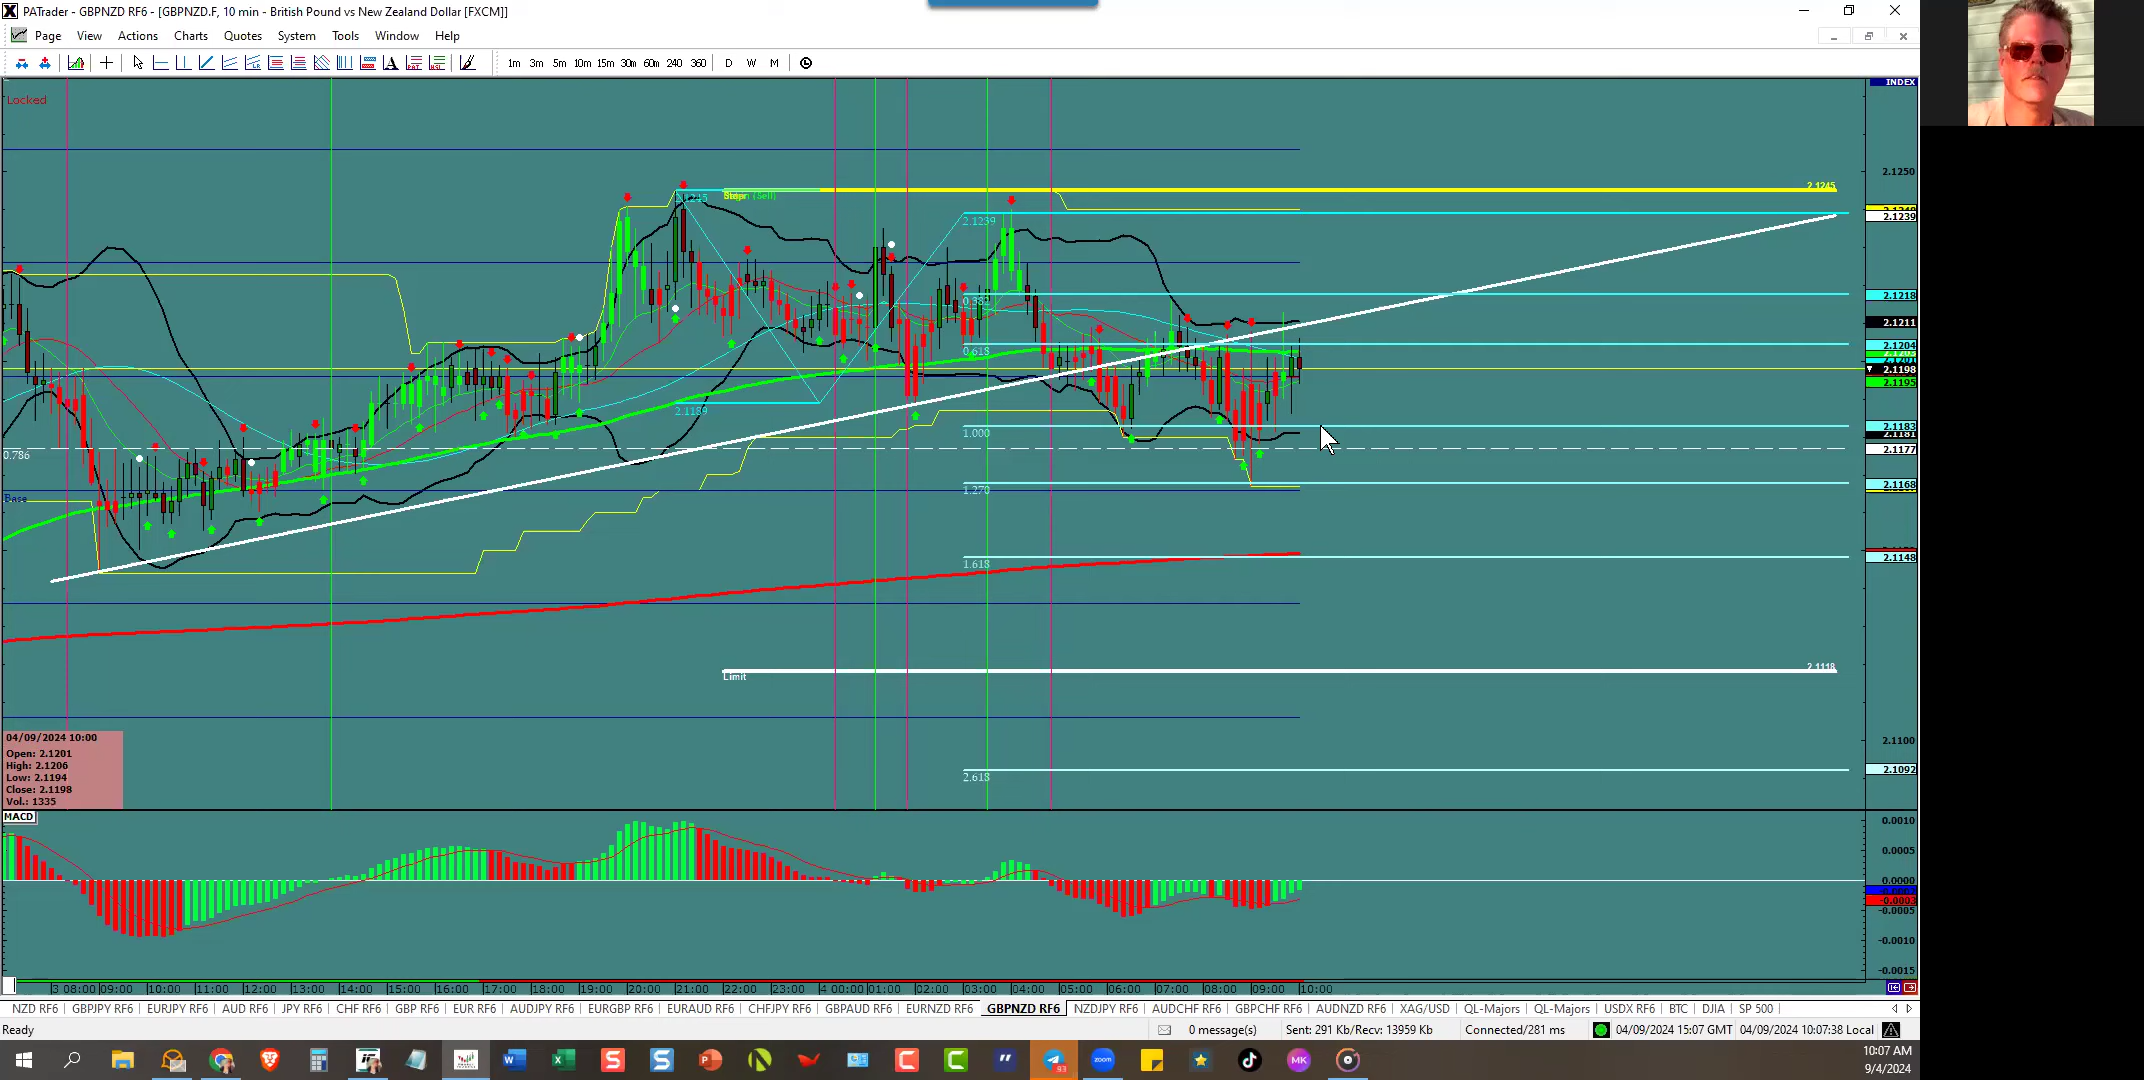 PATrader - GBPNZD RF6 - [GBPNZD.F, 10 min - British Pound vs New Zealand Dollar [FXCM]]
Page View Actions Charts Quotes System Tools Window Help
1m 3m 5m 10m 15m 30m 60m 240 360 D W M
INDEX
Locked
2.1250
2.1245
2.1245
(Sell)
2.1239
2.1239
0.382
2.1218
2.1211
0.618
2.1204
2.1198
2.1195
2.1189
1.000
2.1183
2.1181
0.786
2.1177
1.270
2.1168
Base
1.618
2.1148
2.1118
Limit
2.1100
2.618
2.1092
04/09/2024 10:00
Open: 2.1201
High: 2.1206
Low: 2.1194
Close: 2.1198
Vol.: 1335
MACD
0.0010
0.0005
0.0000
-0.0003
-0.0005
-0.0010
-0.0015
3 08:00 09:00 10:00 11:00 12:00 13:00 14:00 15:00 16:00 17:00 18:00 19:00 20:00 21:00 22:00 23:00 4 00:00 01:00 02:00 03:00 04:00 05:00 06:00 07:00 08:00 09:00 10:00
NZD RF6 GBPJPY RF6 EURJPY RF6 AUD RF6 JPY RF6 CHF RF6 GBP RF6 EUR RF6 AUDJPY RF6 EURGBP RF6 EURAUD RF6 CHFJPY RF6 GBPAUD RF6 EURNZD RF6 GBPNZD RF6 NZDJPY RF6 AUDCHF RF6 GBPCHF RF6 AUDNZD RF6 XAG/USD QL-Majors QL-Majors USDX RF6 BTC DJIA SP 500
Ready 0 message(s) Sent: 291 Kb/Recv: 13959 Kb Connected/281 ms 04/09/2024 15:07 GMT 04/09/2024 10:07:38 Local
zoom
MK
93
10:07 AM
9/4/2024